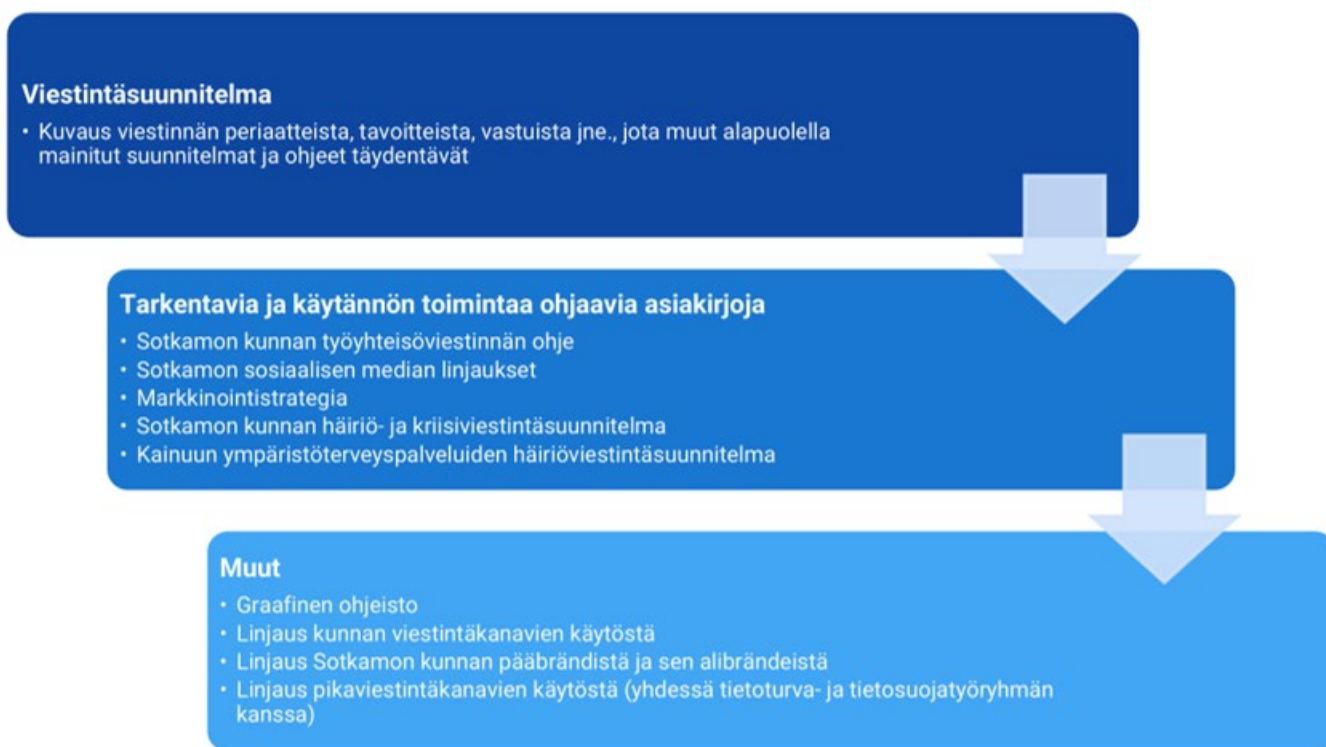 Viestintäsuunnitelma
• Kuvaus viestinnän periaatteista, tavoitteista, vastuista jne., jota muut alapuolella
mainitut suunnitelmat ja ohjeet täydentävät
Tarkentavia ja käytännön toimintaa ohjaavia asiakirjoja
• Sotkamon kunnan työyhteisöviestinnän ohje
• Sotkamon sosiaalisen median linjaukset
• Markkinointistrategia
• Sotkamon kunnan häiriö- ja kriisiviestintäsuunnitelma
• Kainuun ympäristöterveyspalveluiden häiriöviestintäsuunnitelma
Muut
• Graafinen ohjeisto
• Linjaus kunnan viestintäkanavien käytöstä
• Linjaus Sotkamon kunnan pääbrändistä ja sen alibrändeistä
• Linjaus pikaviestintäkanavien käytöstä (yhdessä tietoturva- ja tietosuojatyöryhmän
kanssa)